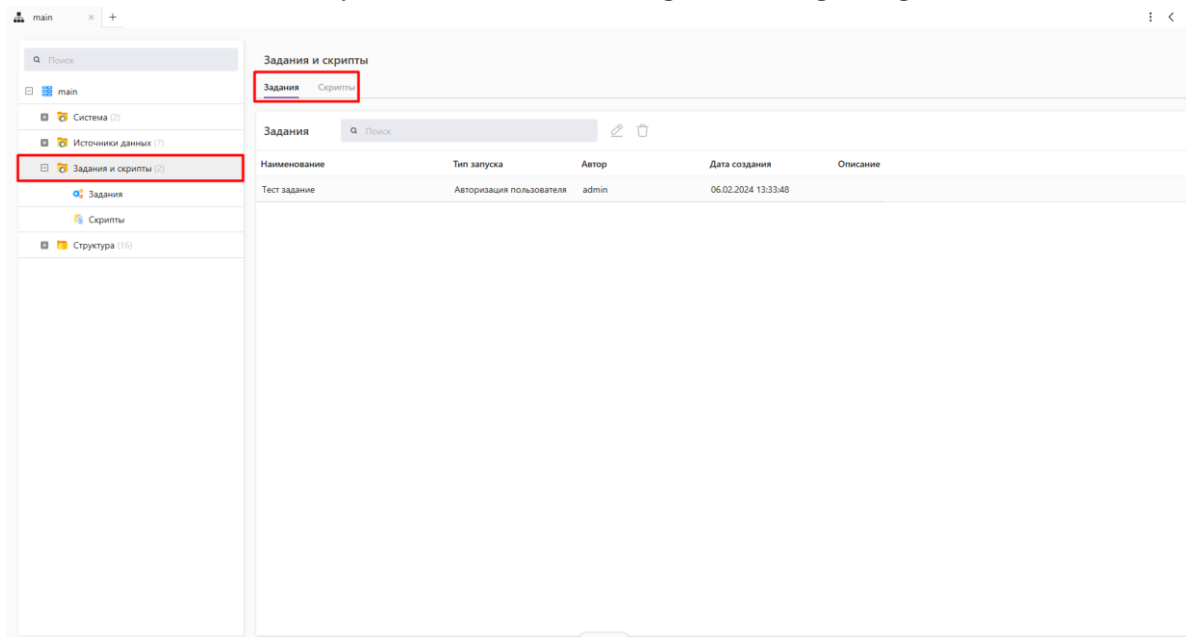 main × +
Поиск
main
Система (2)
Источники данных (7)
Задания и скрипты (2)
Задания
Скрипты
Структура (16)
Задания и скрипты
Задания Скрипты
Задания Поиск
Наименование Тип запуска Автор Дата создания Описание
Тест задание Авторизация пользователя admin 06.02.2024 13:33:48